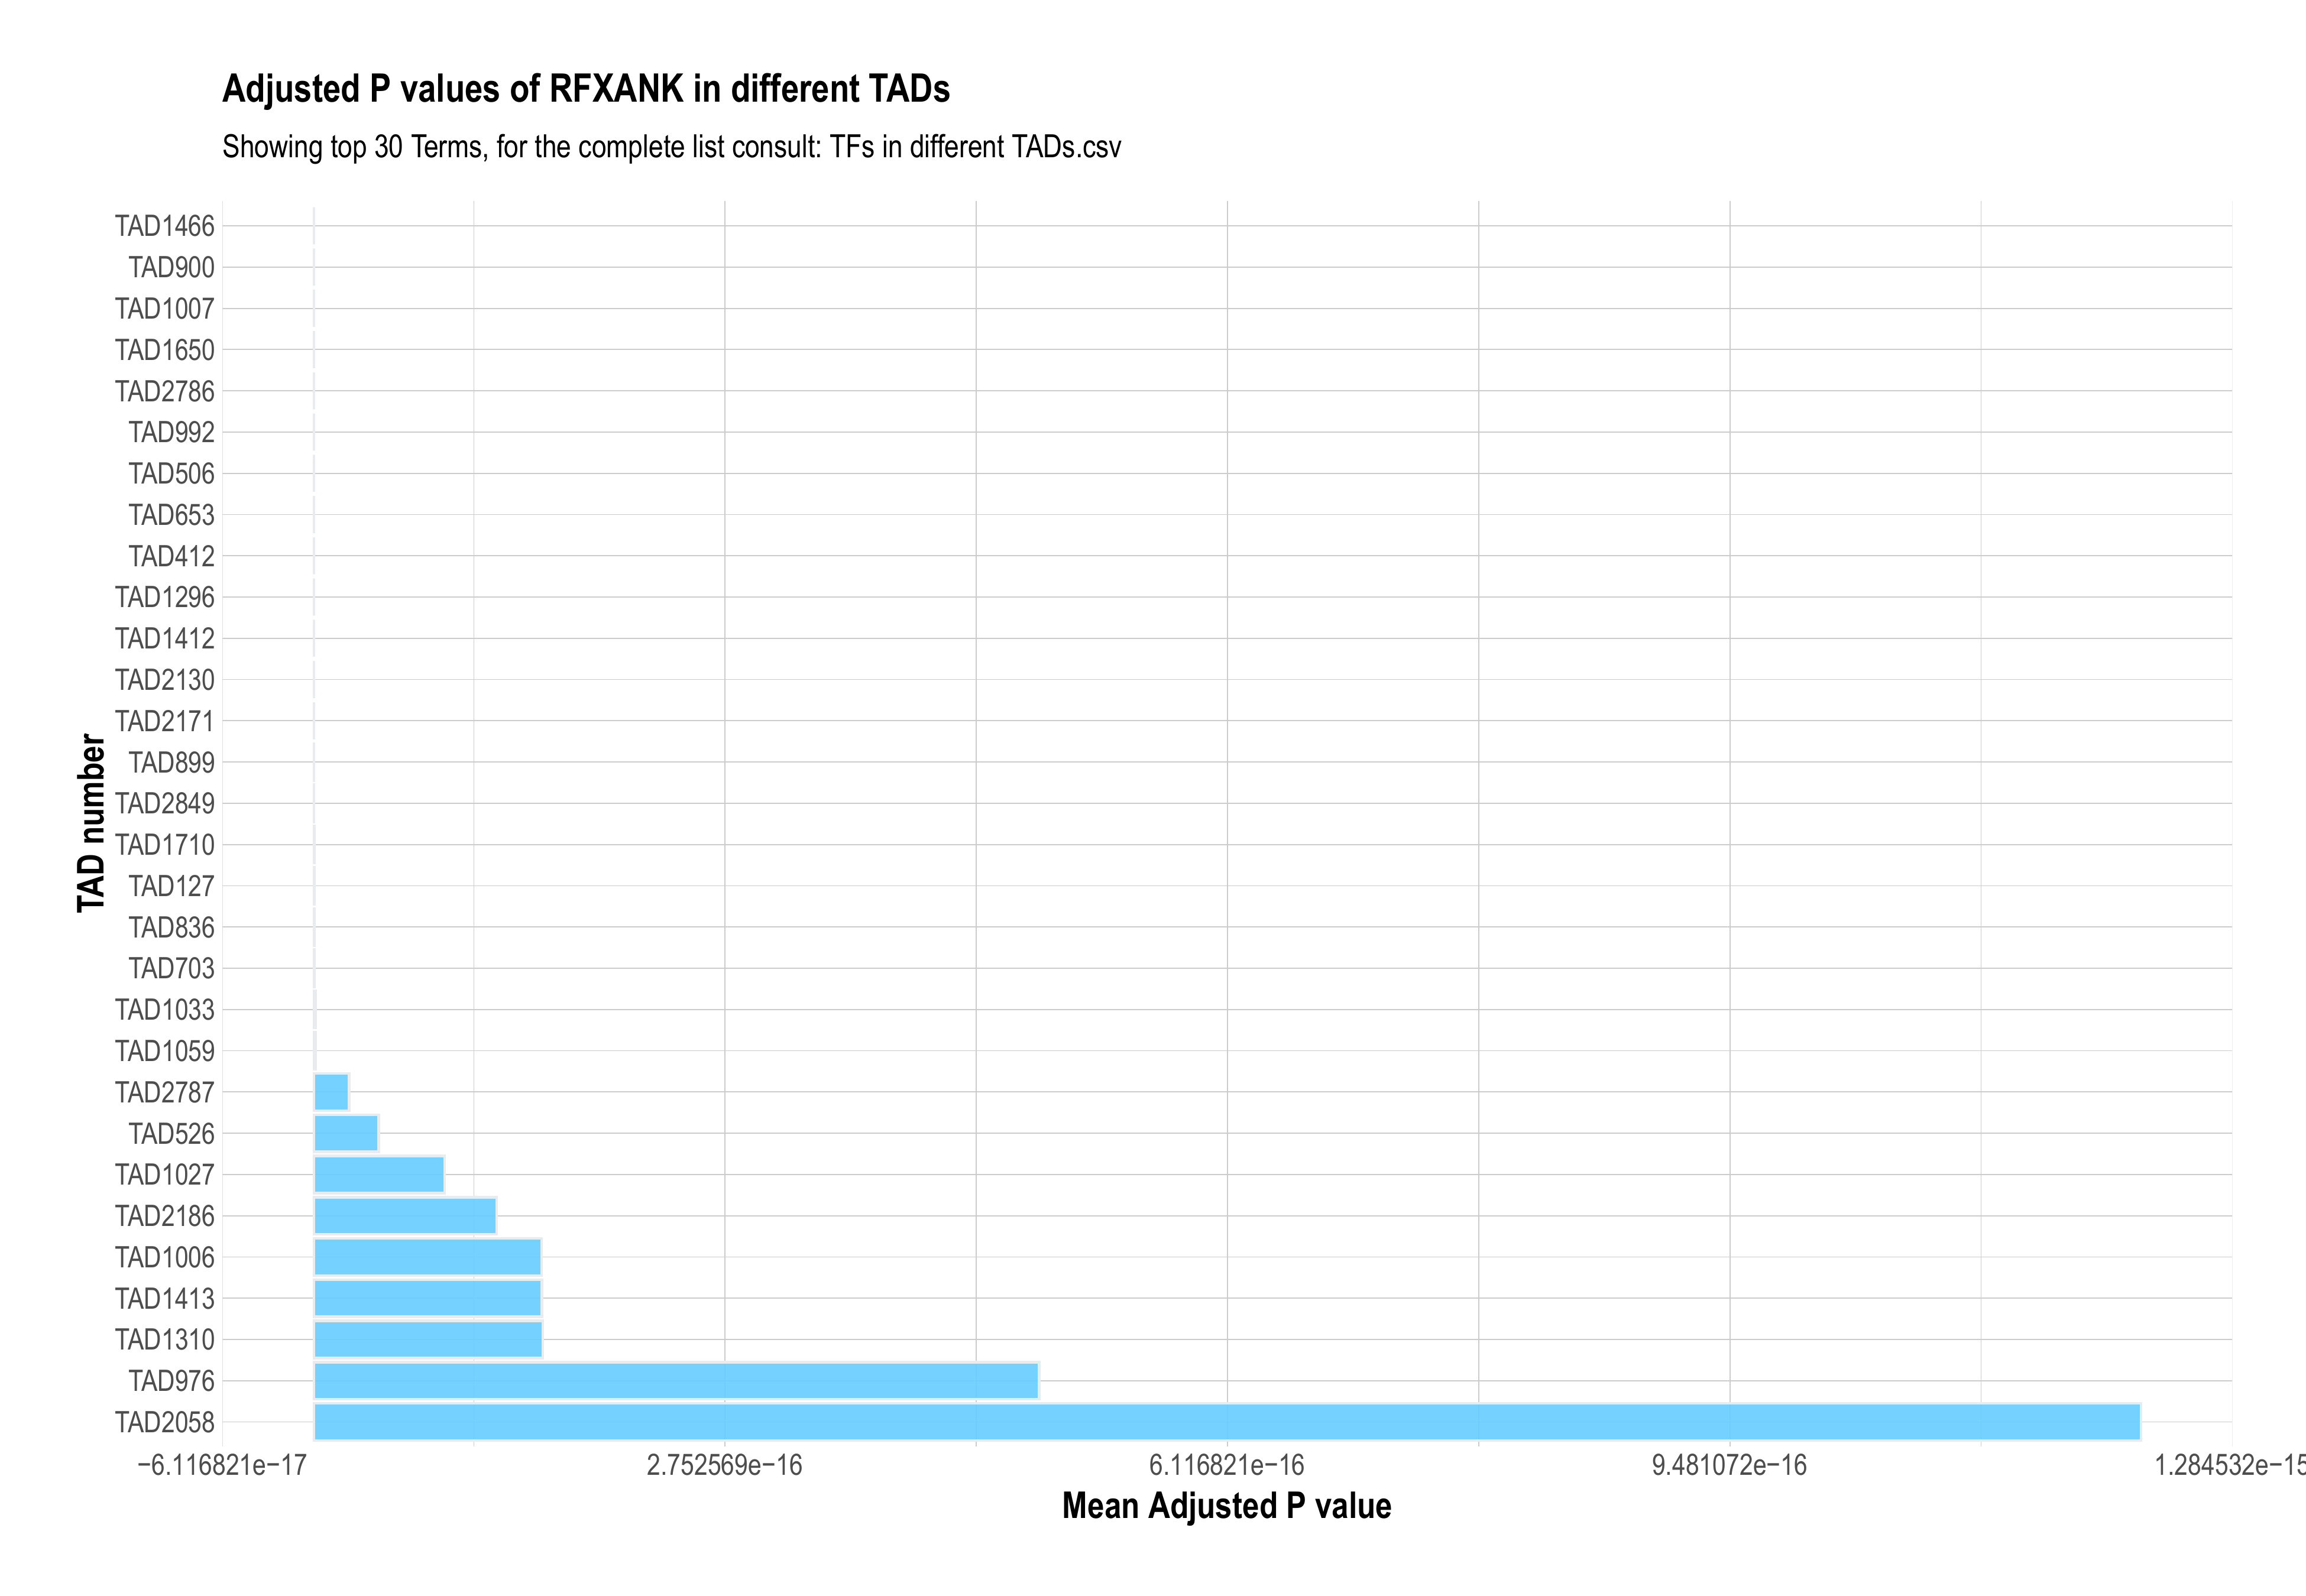 Adjusted P values of RFXANK in different TADs
Showing top 30 Terms, for the complete list consult: TFs in different TADs.csv
TAD number
TAD1466
TAD900
TAD1007
TAD1650
TAD2786
TAD992
TAD506
TAD653
TAD412
TAD1296
TAD1412
TAD2130
TAD2171
TAD899
TAD2849
TAD1710
TAD127
TAD836
TAD703
TAD1033
TAD1059
TAD2787
TAD526
TAD1027
TAD2186
TAD1006
TAD1413
TAD1310
TAD976
TAD2058
−6.116821e−17 2.752569e−16 6.116821e−16 9.481072e−16 1.284532e−15
Mean Adjusted P value